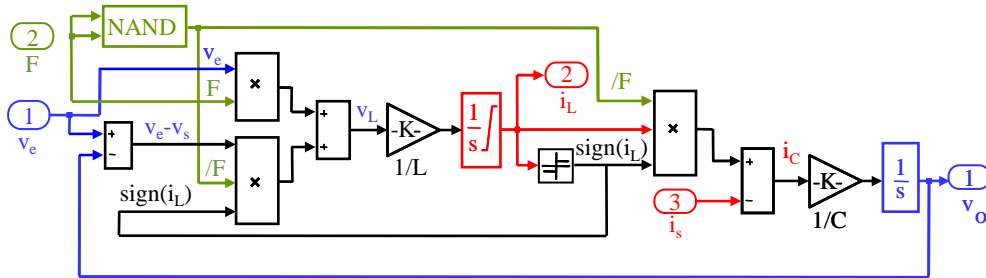 NAND
2
F
v_e
F
×
1
v_e
+
-
v_e-v_s
/F
sign(i_L)
×
+
+
v_L
-K-
1/L
1
s
2
i_L
sign(i_L)
/F
×
3
i_s
+
-
i_C
-K-
1/C
1
s
1
v_o